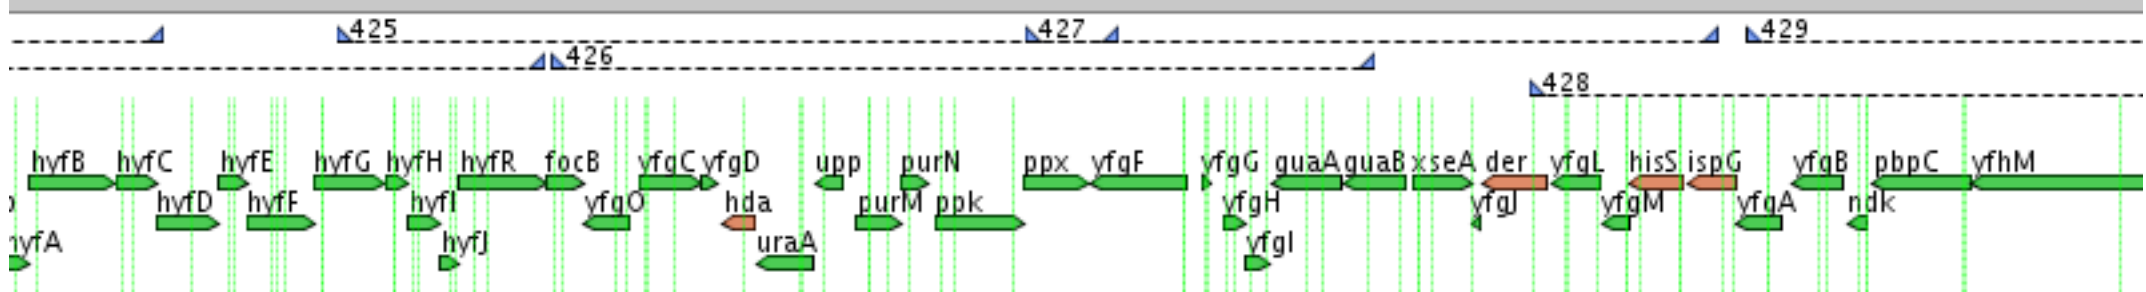 425 427 429
426
428
hyfB hyfC hyfE hyfG hyfH hyfR focB yfgC yfgD upp purN ppx yfgF yfgG guaA guaB xseA der yfgL hisS ispG yfgB pbpC yfhM
hyfD hyfF hyfI yfgO hda purM ppk yfgH yfgJ yfgM yfgA ndk
hyfA hyfJ uraA yfgI